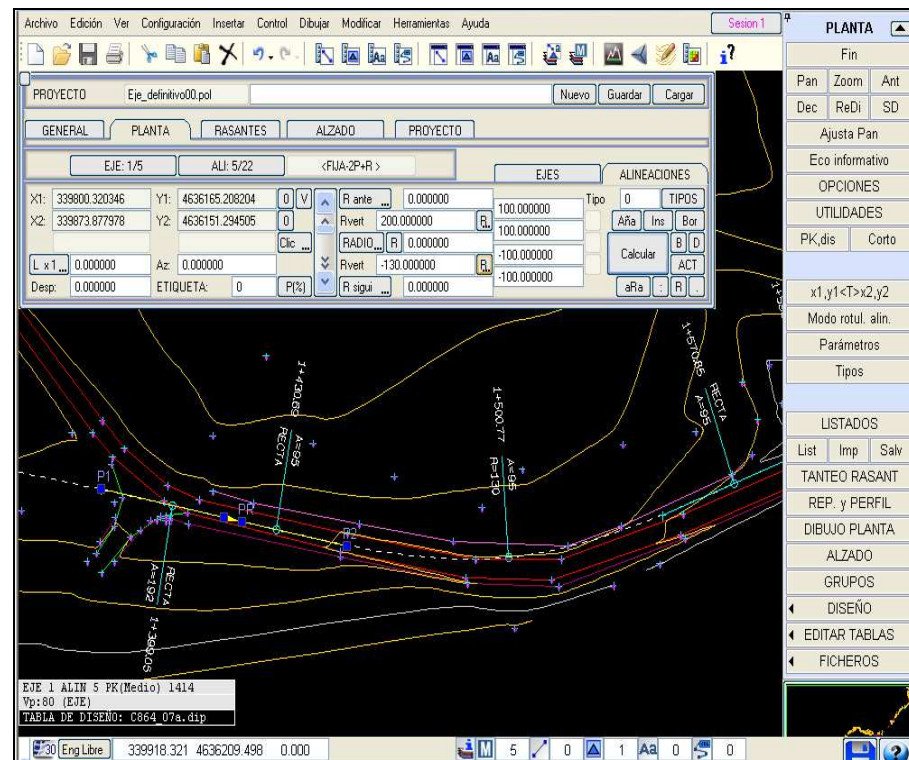 Archivo Edición Ver Configuración Insertar Control Dibujar Modificar Herramientas Ayuda
Sesion 1
PROYECTO Eje_definitivo00.pol Nuevo Guardar Cargar
GENERAL PLANTA RASANTES ALZADO PROYECTO
EJE: 1/5 ALI: 5/22 <FIJA-2P+R > EJES ALINEACIONES
X1: 339800.320346 Y1: 4636165.208204 0 V R ante ... 0.000000 100.000000 Tipo 0 TIPOS
X2: 339873.877978 Y2: 4636151.294505 0 Rvert 200.000000 R.. 100.000000 Aña Ins Bor
Clic ... RADIO... R 0.000000 -100.000000 Calcular B D
L x1... 0.000000 Az: 0.000000 Rvert -130.000000 R.. -100.000000 ACT
Desp: 0.000000 ETIQUETA: 0 P(%) R sigui ... 0.000000 aRa : R .
P1
PR
P2
1+430.69
RECTA
A=95
1+500.77
R=130
A=95
1+570.85
RECTA
A=95
RECTA
A=192
1+399.05
EJE 1 ALIN 5 PK(Medio) 1414
Vp:80 (EJE)
TABLA DE DISEÑO: C864_07a.dip
30 Eng Libre 339918.321 4636209.498 0.000 M 5 0 1 Aa 0 0
PLANTA
Fin
Pan Zoom Ant
Dec ReDi SD
Ajusta Pan
Eco informativo
OPCIONES
UTILIDADES
PK,dis Corto
x1,y1<T>x2,y2
Modo rotul. alin.
Parámetros
Tipos
LISTADOS
List Imp Salv
TANTEO RASANT
REP. y PERFIL
DIBUJO PLANTA
ALZADO
GRUPOS
DISEÑO
EDITAR TABLAS
FICHEROS